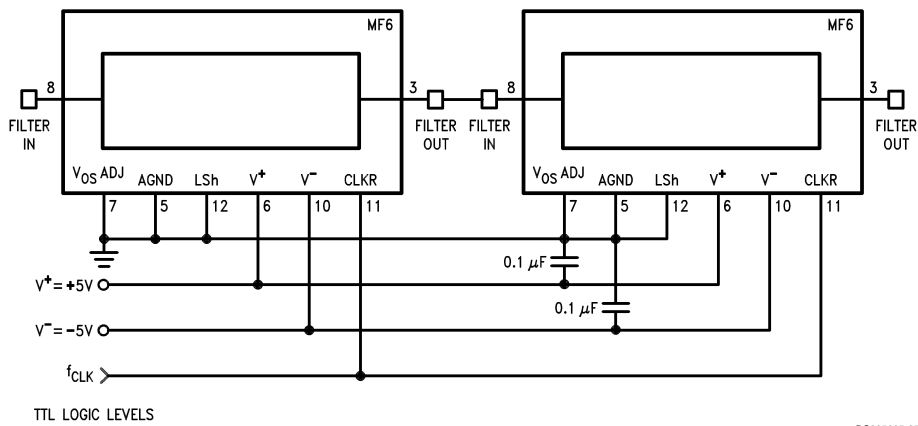 MF6
MF6
8
3
8
3
FILTER
IN
FILTER
OUT
FILTER
IN
FILTER
OUT
VOS ADJ
AGND
LSh
V+
V−
CLKR
VOS ADJ
AGND
LSh
V+
V−
CLKR
7
5
12
6
10
11
7
5
12
6
10
11
0.1 μF
V+ = +5V
0.1 μF
V− = −5V
fCLK
TTL LOGIC LEVELS